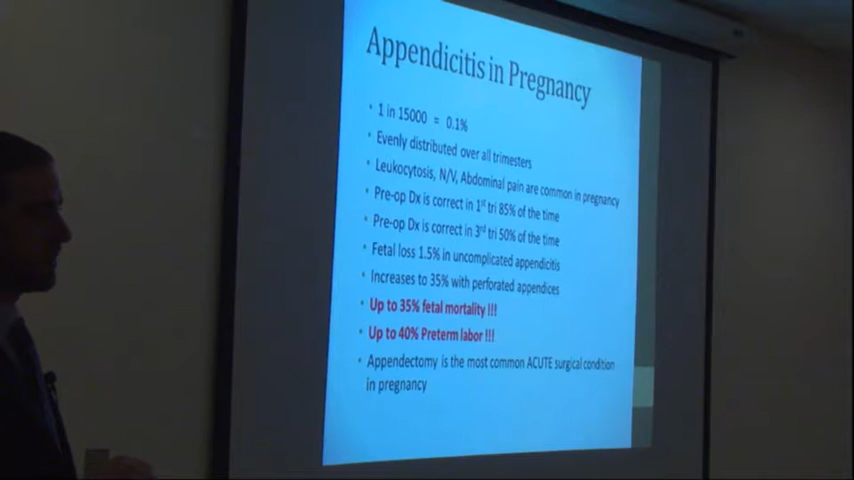 Appendicitis in Pregnancy
• 1 in 15000 = 0.1%
• Evenly distributed over all trimesters
• Leukocytosis, N/V, Abdominal pain are common in pregnancy
• Pre-op Dx is correct in 1st tri 85% of the time
• Pre-op Dx is correct in 3rd tri 50% of the time
• Fetal loss 1.5% in uncomplicated appendicitis
• Increases to 35% with perforated appendices
• Up to 35% fetal mortality !!!
• Up to 40% Preterm labor !!!
• Appendectomy is the most common ACUTE surgical condition
in pregnancy